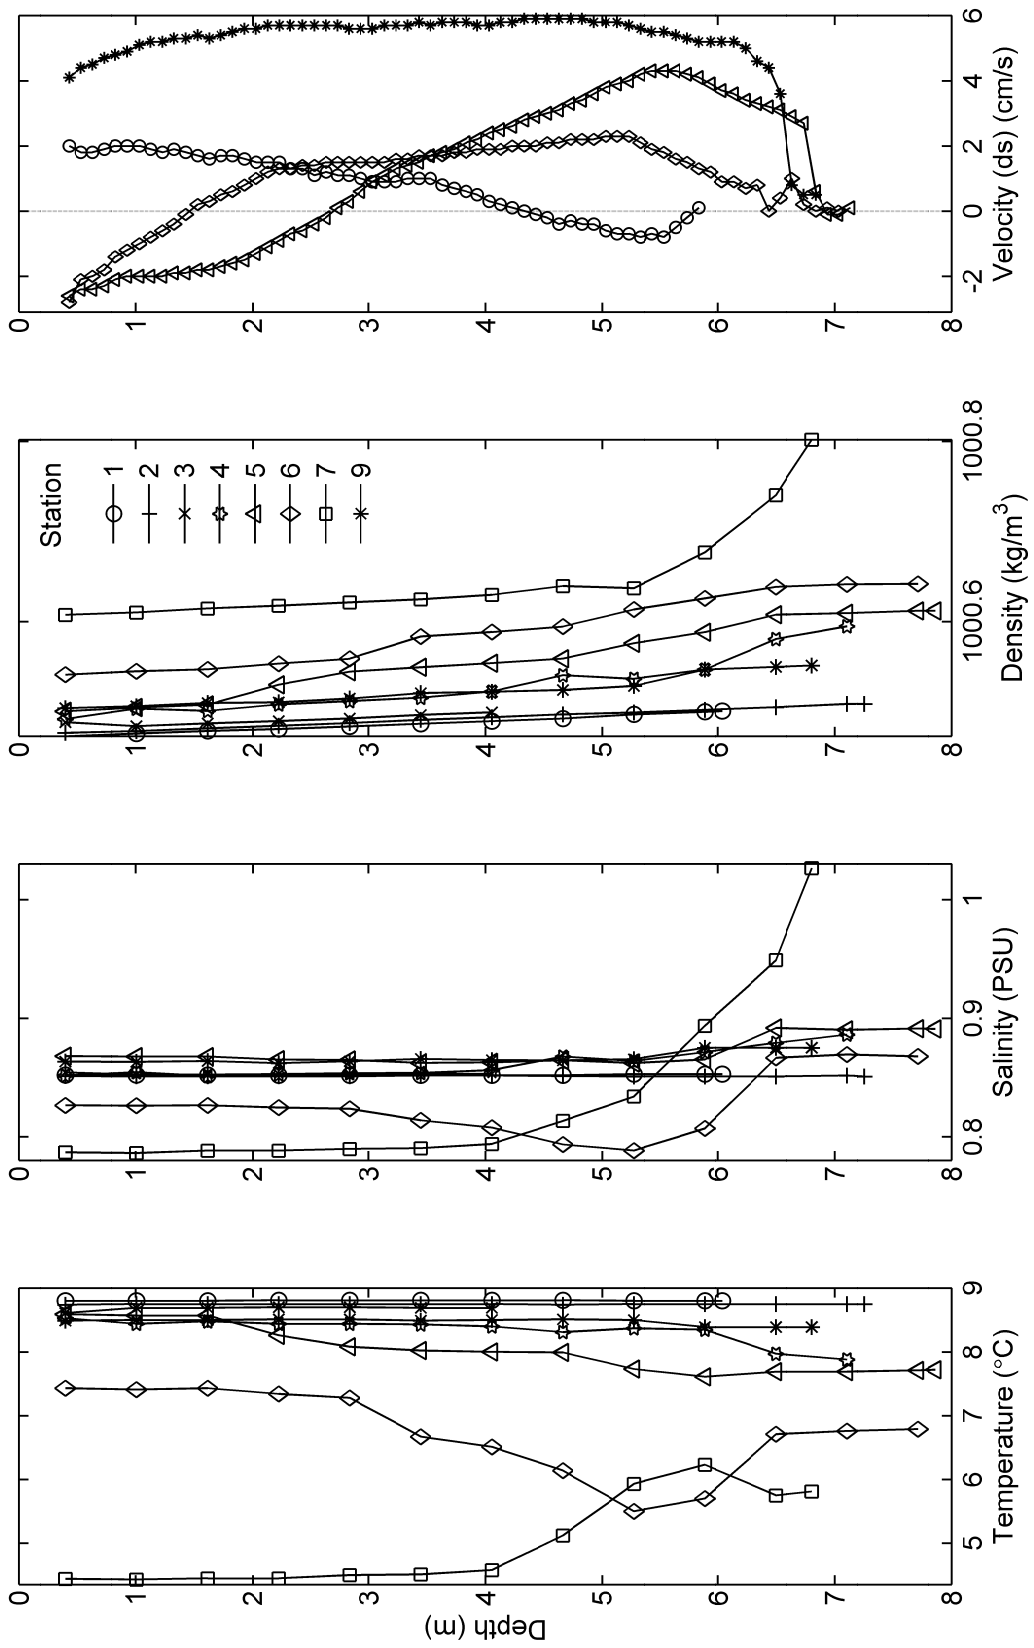 Depth (m)
0 1 2 3 4 5 6 7 8
5 6 7 8 9
Temperature (°C)
0 1 2 3 4 5 6 7 8
0.8 0.9 1
Salinity (PSU)
0 1 2 3 4 5 6 7 8
1000.6 1000.8
Density (kg/m³)
Station
1
2
3
4
5
6
7
9
0 1 2 3 4 5 6 7 8
-2 0 2 4 6
Velocity (ds) (cm/s)